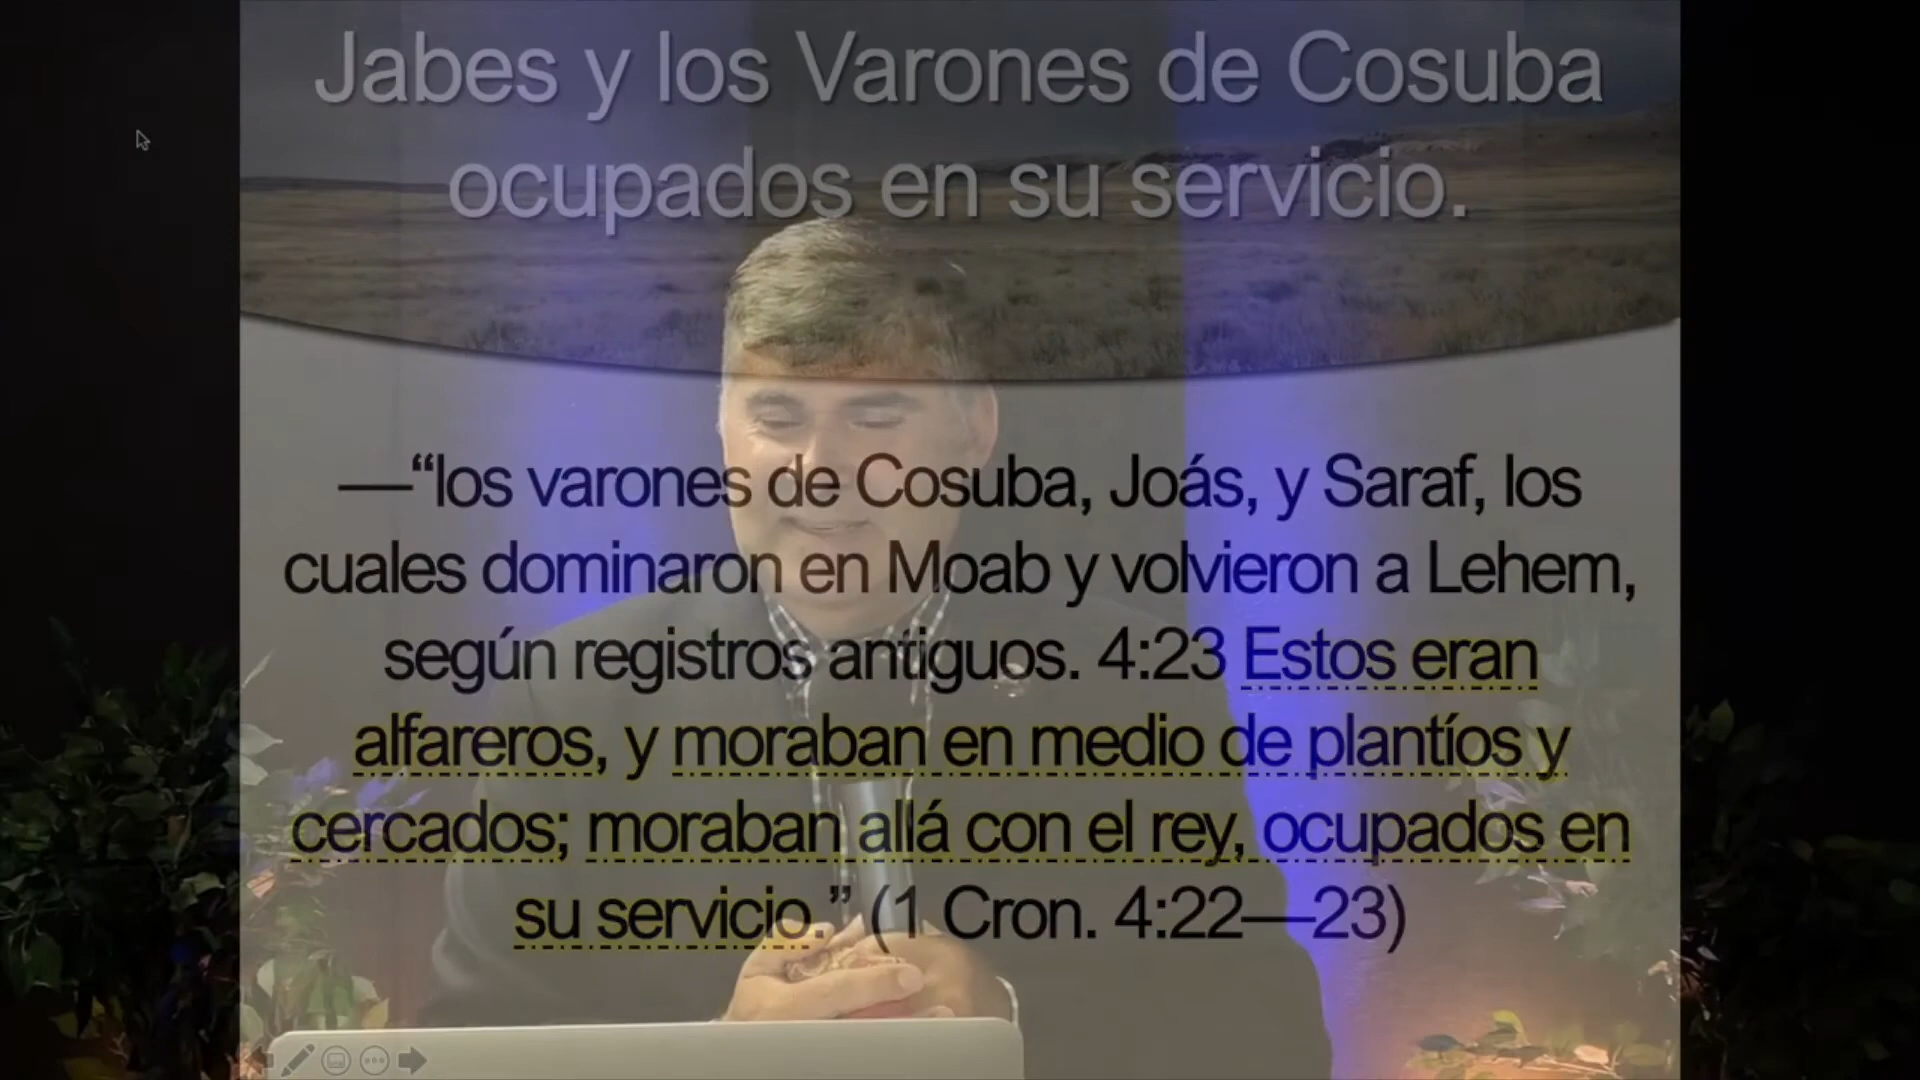 Jabes y los Varones de Cosuba
ocupados en su servicio.
—“los varones de Cosuba, Joás, y Saraf, los
cuales dominaron en Moab y volvieron a Lehem,
según registros antiguos. 4:23 Estos eran
alfareros, y moraban en medio de plantíos y
cercados; moraban allá con el rey, ocupados en
su servicio.” (1 Cron. 4:22—23)